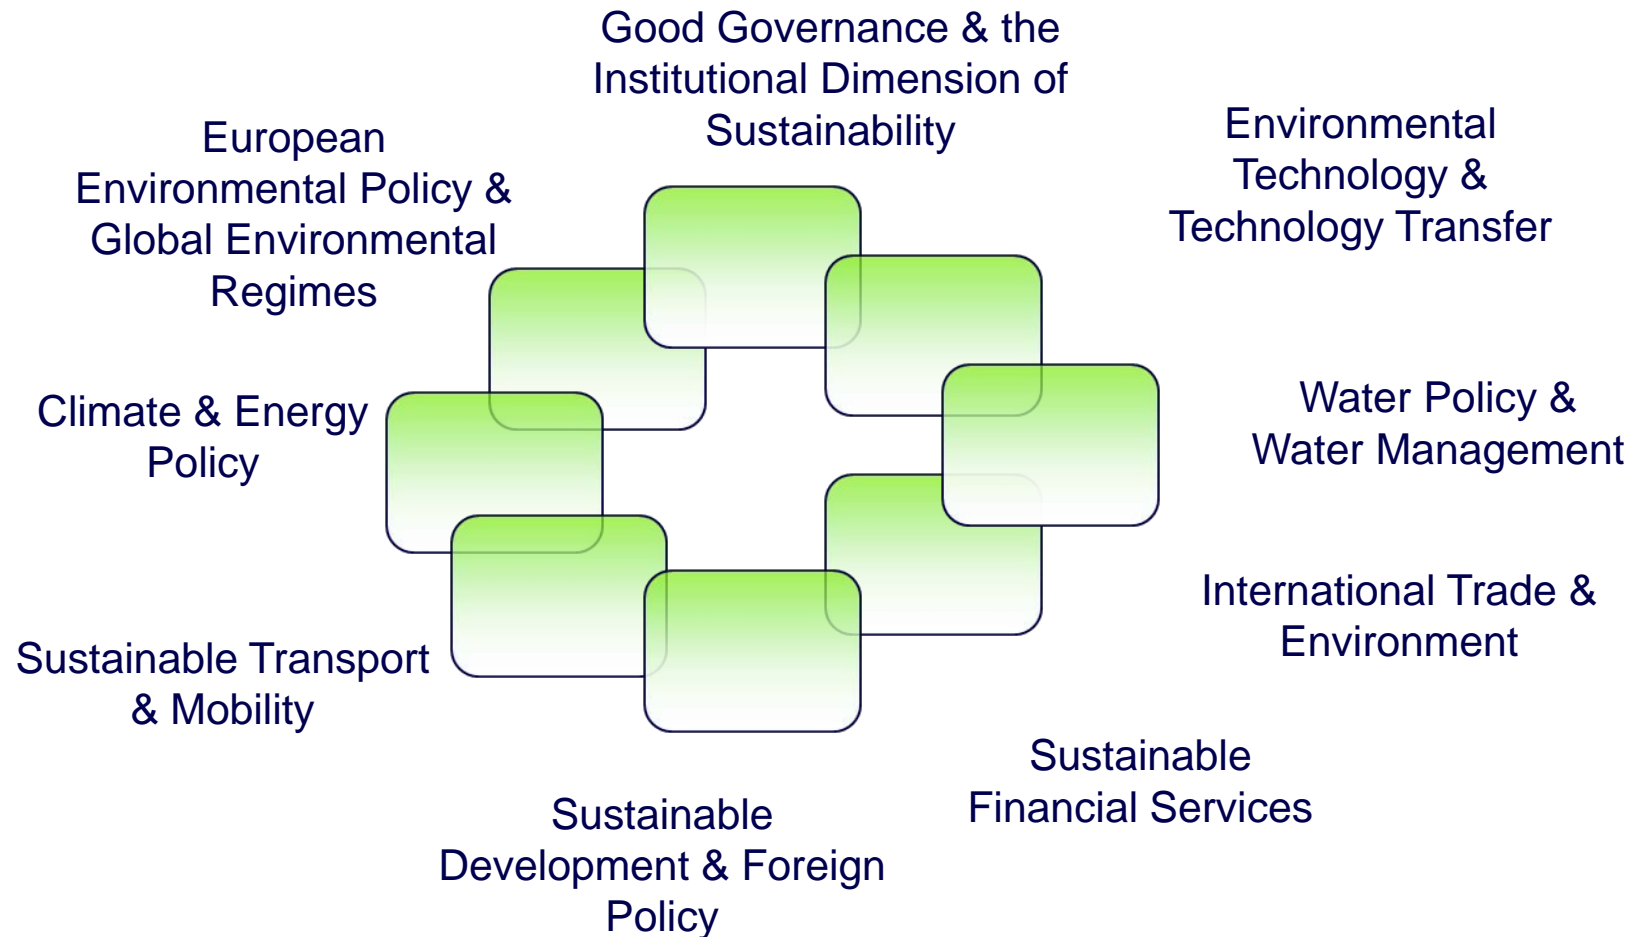 Good Governance & the
Institutional Dimension of
Sustainability
European
Environmental Policy &
Global Environmental
Regimes
Environmental
Technology &
Technology Transfer
Climate & Energy
Policy
Water Policy &
Water Management
Sustainable Transport
& Mobility
International Trade &
Environment
Sustainable
Development & Foreign
Policy
Sustainable
Financial Services